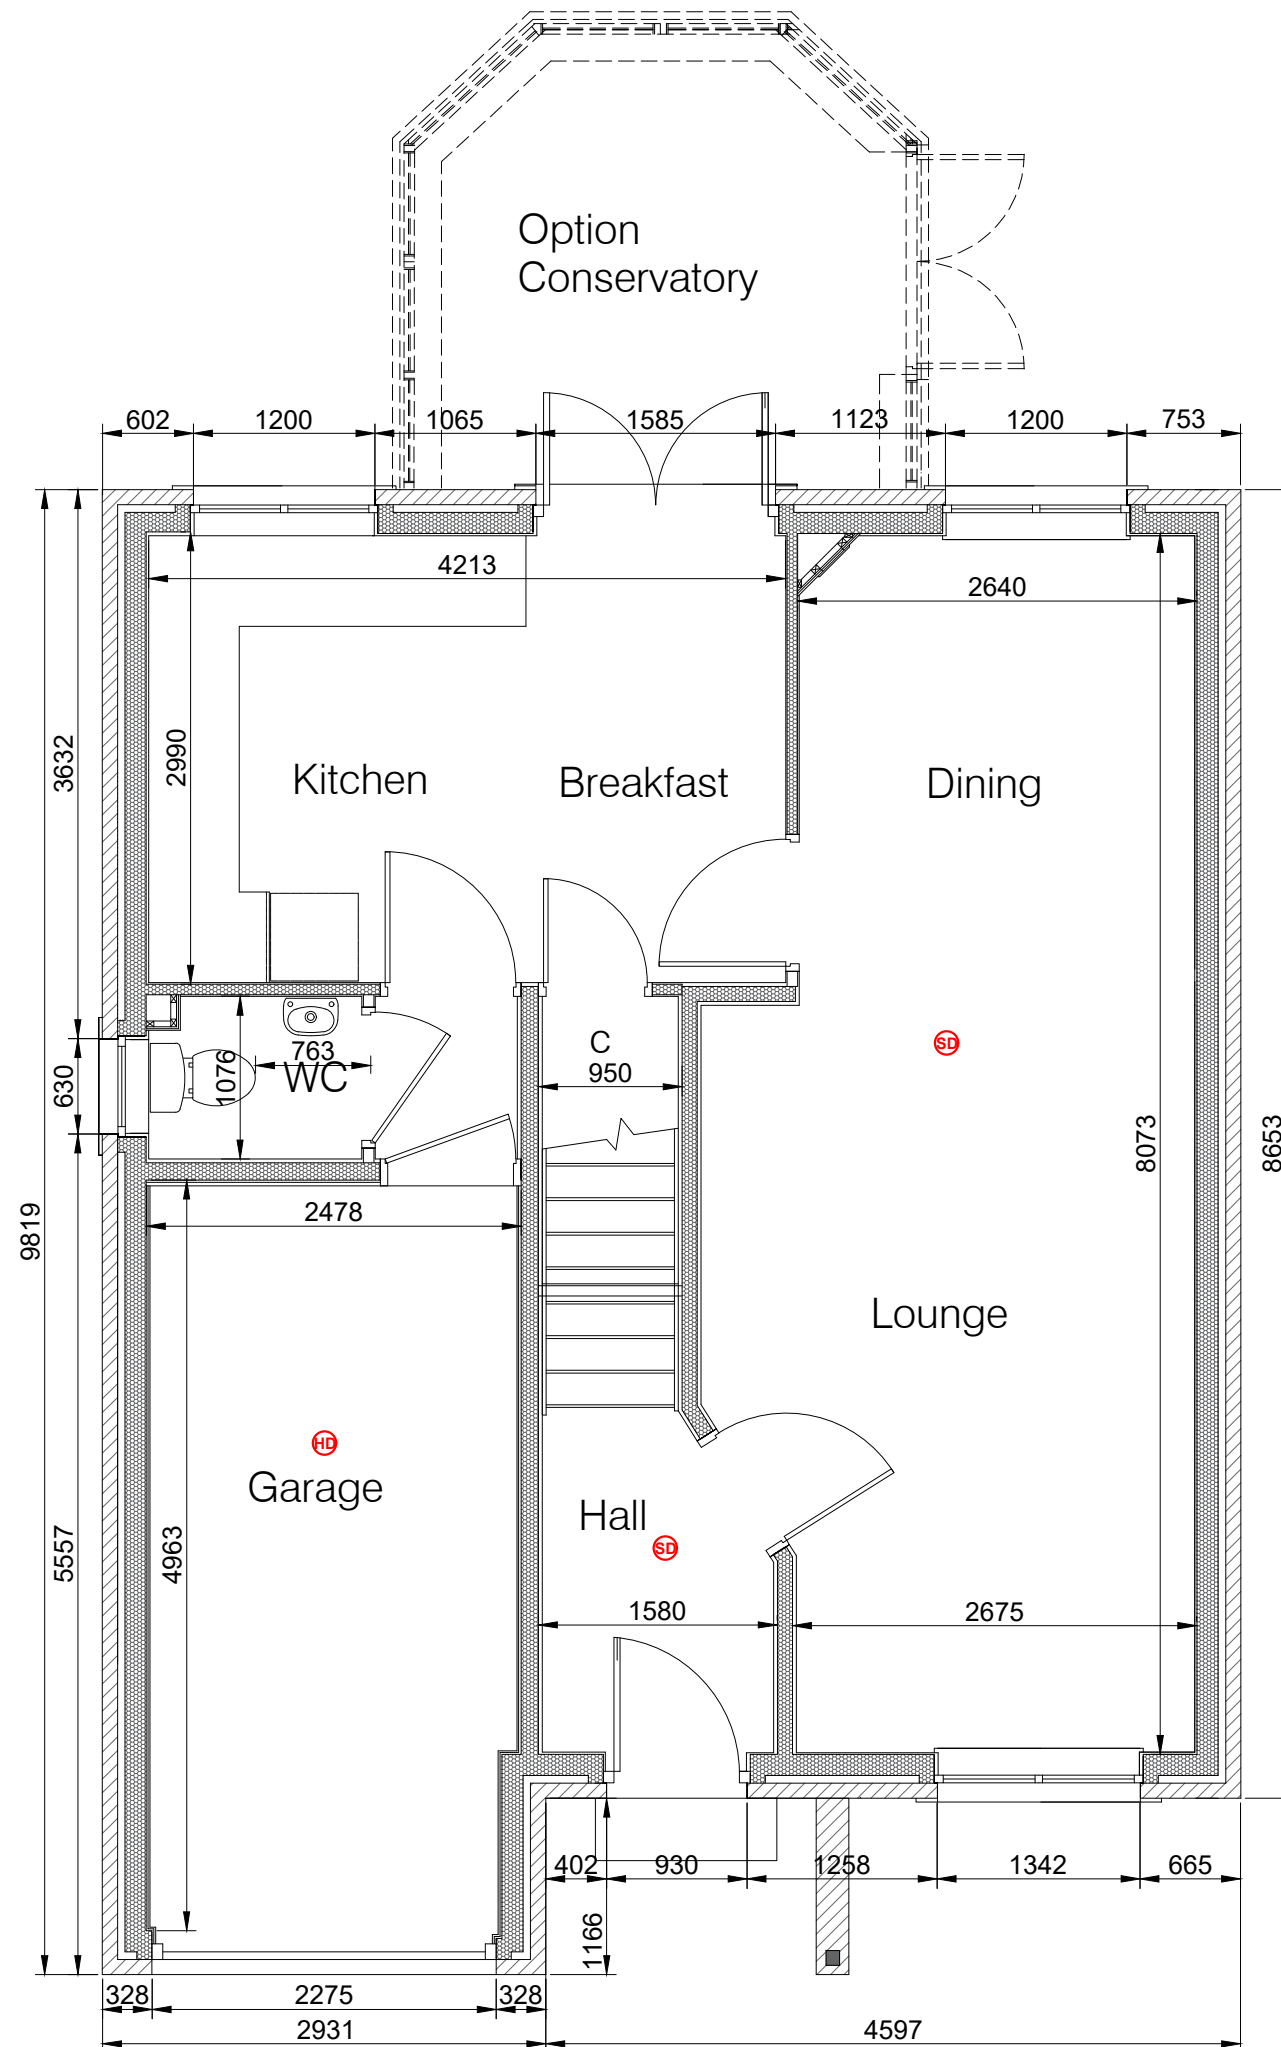 Option
Conservatory
602 1200 1065 1585 1123 1200 753
4213
2640
3632
2990
Kitchen
Breakfast
Dining
SD
C
763
950
WC
1076
630
8073
8653
9819
2478
Lounge
HD
Garage
Hall
SD
4963
5557
1580
2675
402 930 1258 1342 665
1166
328 2275 328
2931 4597